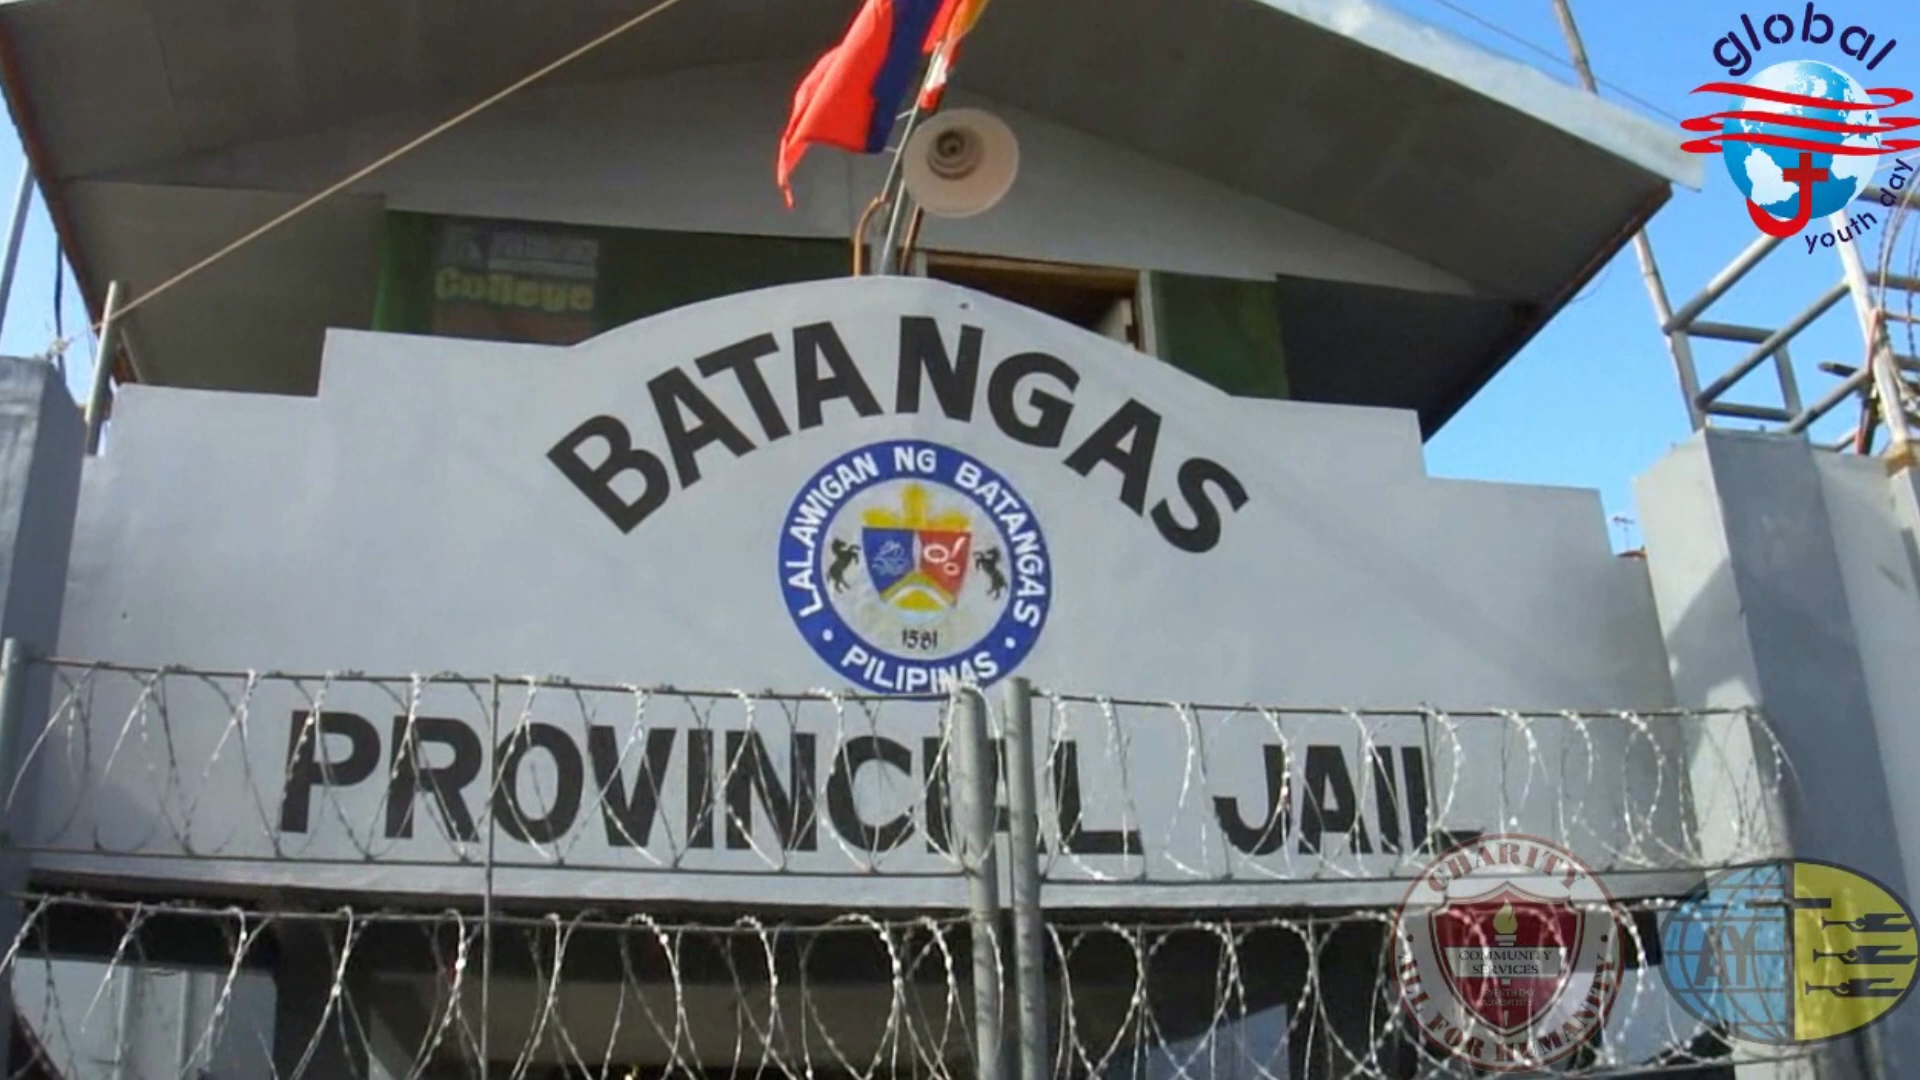 global
youth day
College
BATANGAS
LALAWIGAN NG BATANGAS
1581
• PILIPINAS •
PROVINCIAL JAIL
CHARITY
COMMUNITY
SERVICES
ALL FOR HUMANITY
AY